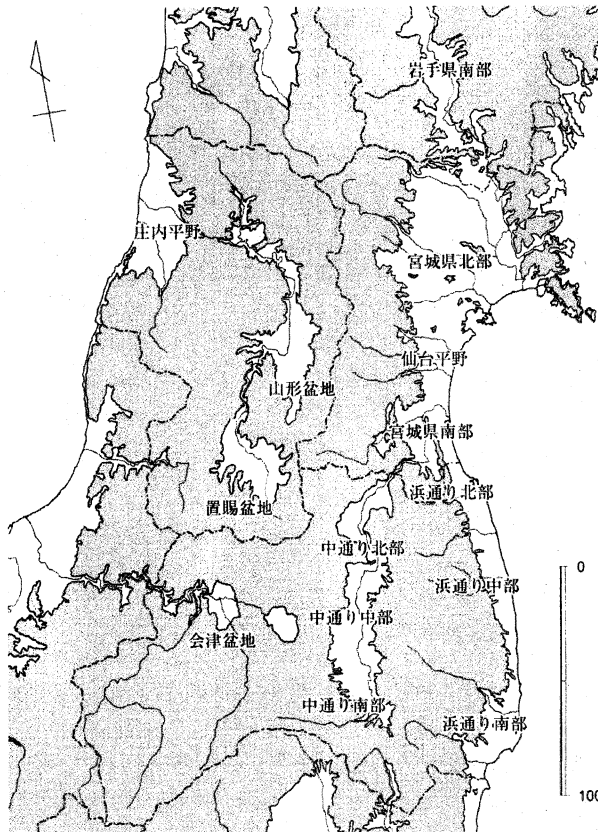 岩手県南部
庄内平野
宮城県北部
仙台平野
山形盆地
宮城県南部
浜通り北部
置賜盆地
中通り北部
0
浜通り中部
中通り中部
会津盆地
中通り南部
浜通り南部
100